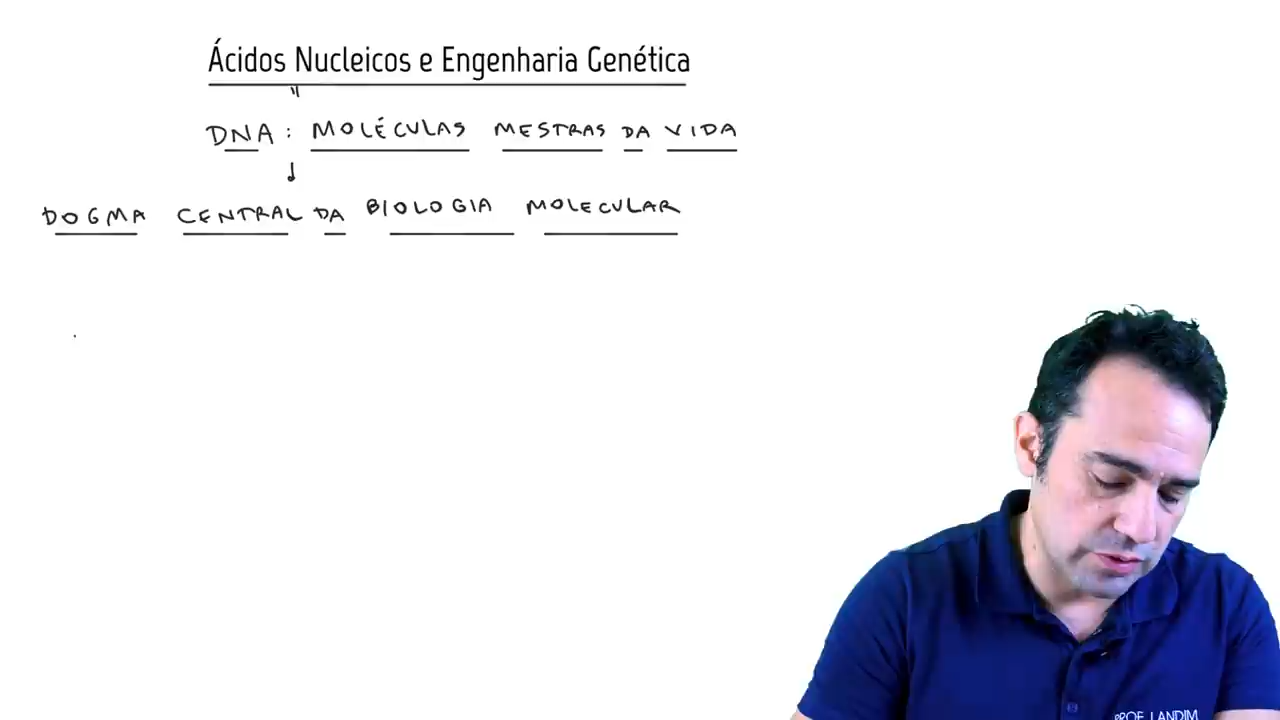 Ácidos Nucleicos e Engenharia Genética
DNA: MOLÉCULAS MESTRAS DA VIDA
DOGMA CENTRAL DA BIOLOGIA MOLECULAR
PROF LANDIM